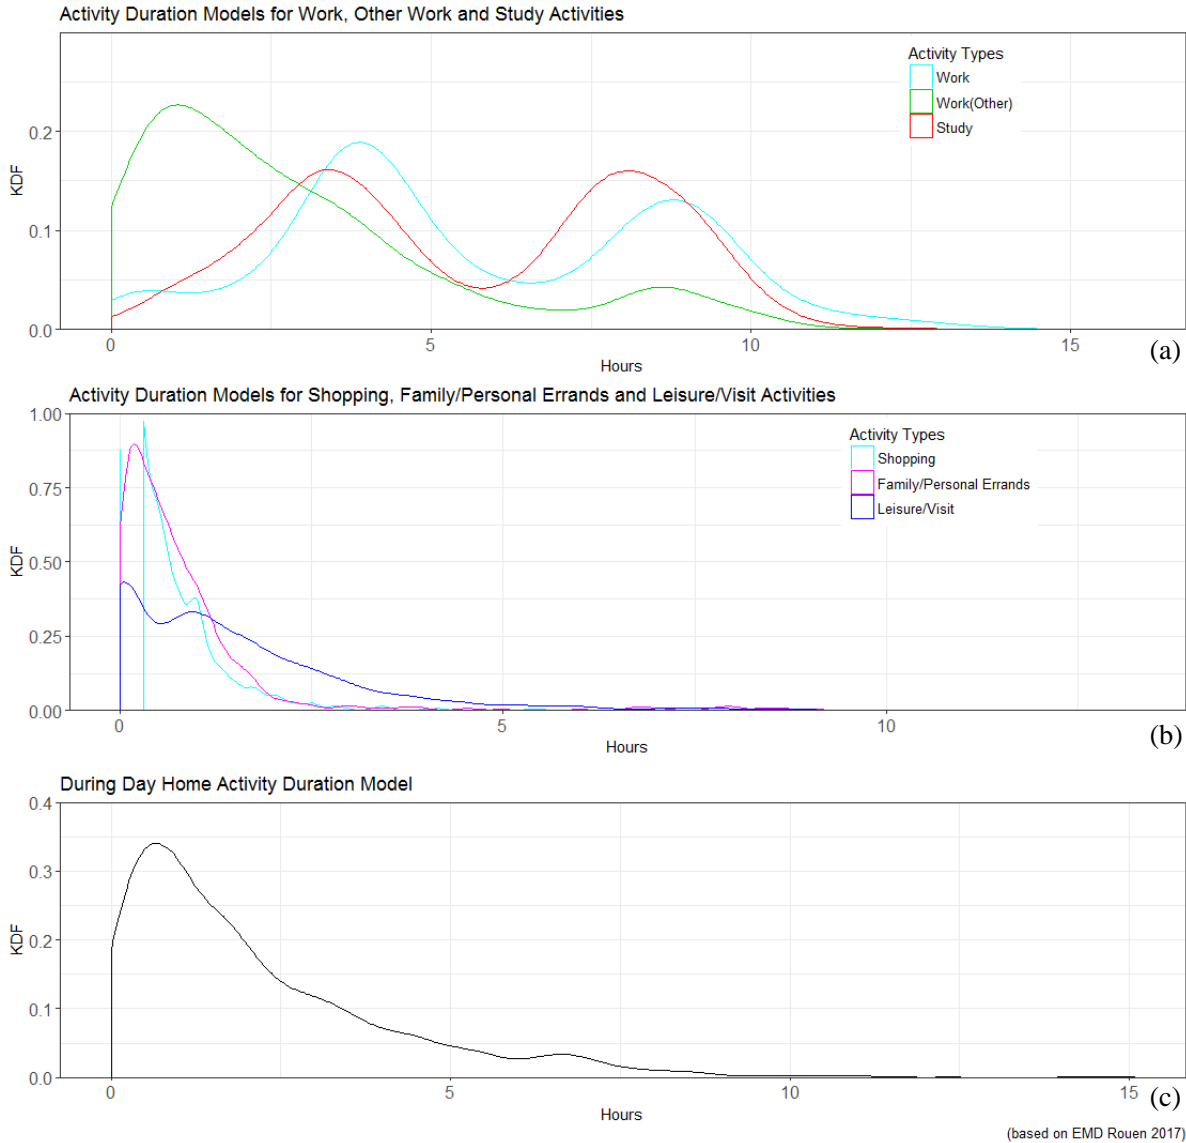 Activity Duration Models for Work, Other Work and Study Activities
Activity Types
Work
Work(Other)
Study
KDF
0.2
0.1
0.0
0 5 10 15
Hours
(a)
Activity Duration Models for Shopping, Family/Personal Errands and Leisure/Visit Activities
Activity Types
Shopping
Family/Personal Errands
Leisure/Visit
KDF
1.00
0.75
0.50
0.25
0.00
0 5 10
Hours
(b)
During Day Home Activity Duration Model
KDF
0.4
0.3
0.2
0.1
0.0
0 5 10 15
Hours
(c)
(based on EMD Rouen 2017)